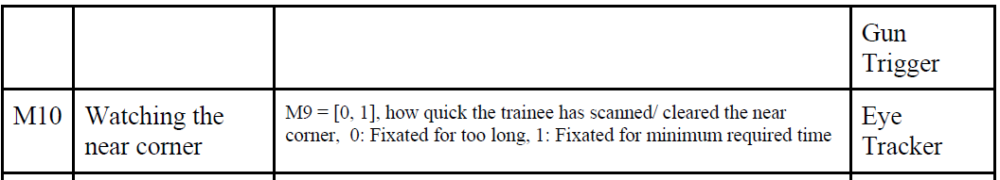 Gun
Trigger
M10
Watching the
near corner
M9 = [0, 1], how quick the trainee has scanned/ cleared the near
corner,  0: Fixated for too long, 1: Fixated for minimum required time
Eye
Tracker